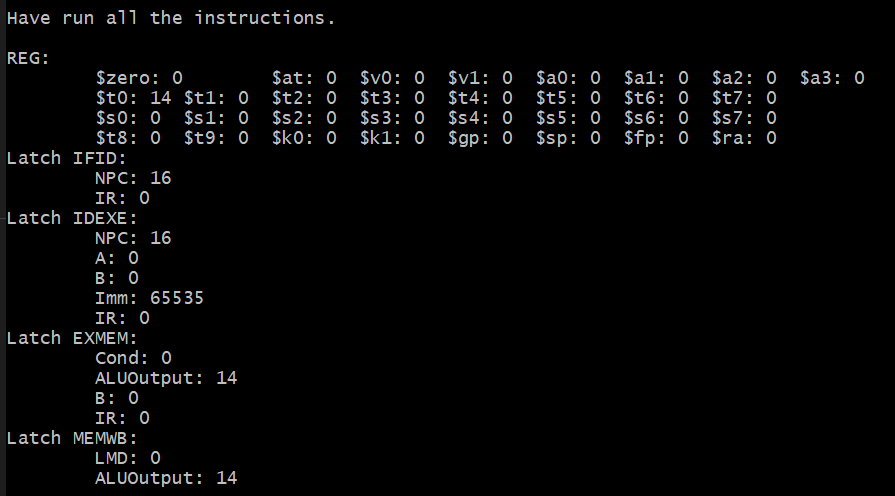 Have run all the instructions.
REG:
$zero: 0 $at: 0 $v0: 0 $v1: 0 $a0: 0 $a1: 0 $a2: 0 $a3: 0
$t0: 14 $t1: 0 $t2: 0 $t3: 0 $t4: 0 $t5: 0 $t6: 0 $t7: 0
$s0: 0 $s1: 0 $s2: 0 $s3: 0 $s4: 0 $s5: 0 $s6: 0 $s7: 0
$t8: 0 $t9: 0 $k0: 0 $k1: 0 $gp: 0 $sp: 0 $fp: 0 $ra: 0
Latch IFID:
NPC: 16
IR: 0
Latch IDEXE:
NPC: 16
A: 0
B: 0
Imm: 65535
IR: 0
Latch EXMEM:
Cond: 0
ALUOutput: 14
B: 0
IR: 0
Latch MEMWB:
LMD: 0
ALUOutput: 14